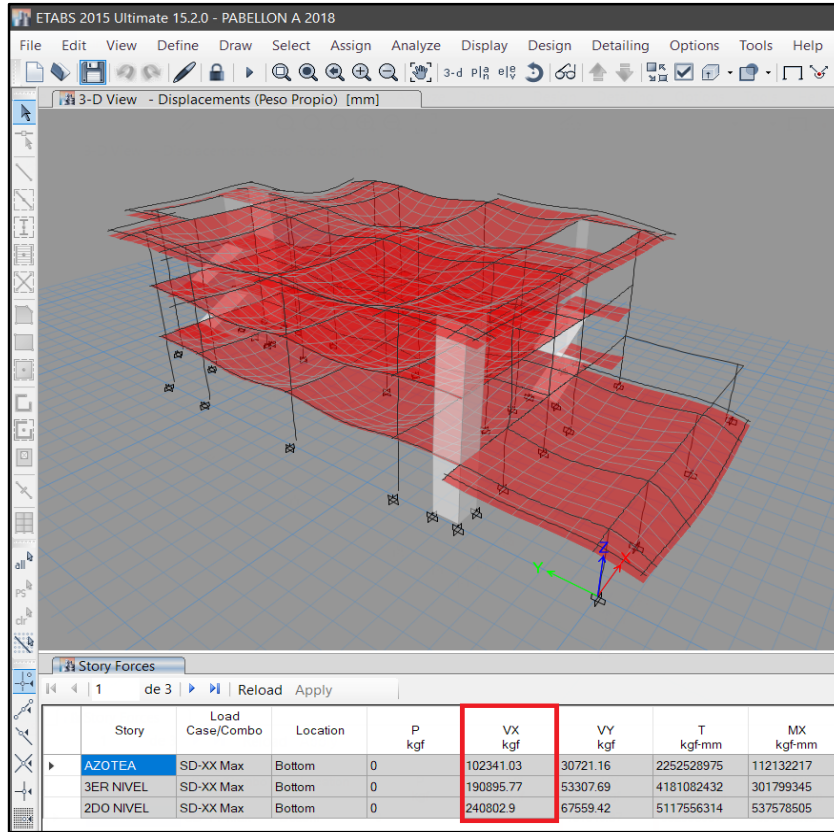 ETABS 2015 Ultimate 15.2.0 - PABELLON A 2018
File Edit View Define Draw Select Assign Analyze Display Design Detailing Options Tools Help
3-d
3-D View - Displacements (Peso Propio) [mm]
all
PS
clr
Z
X
Y
Story Forces
1 de 3 Reload Apply
Story Load Case/Combo Location P kgf VX kgf VY kgf T kgf-mm MX kgf-mm
AZOTEA SD-XX Max Bottom 0 102341.03 30721.16 2252528975 112132217
3ER NIVEL SD-XX Max Bottom 0 190895.77 53307.69 4181082432 301799345
2DO NIVEL SD-XX Max Bottom 0 240802.9 67559.42 5117556314 537578505